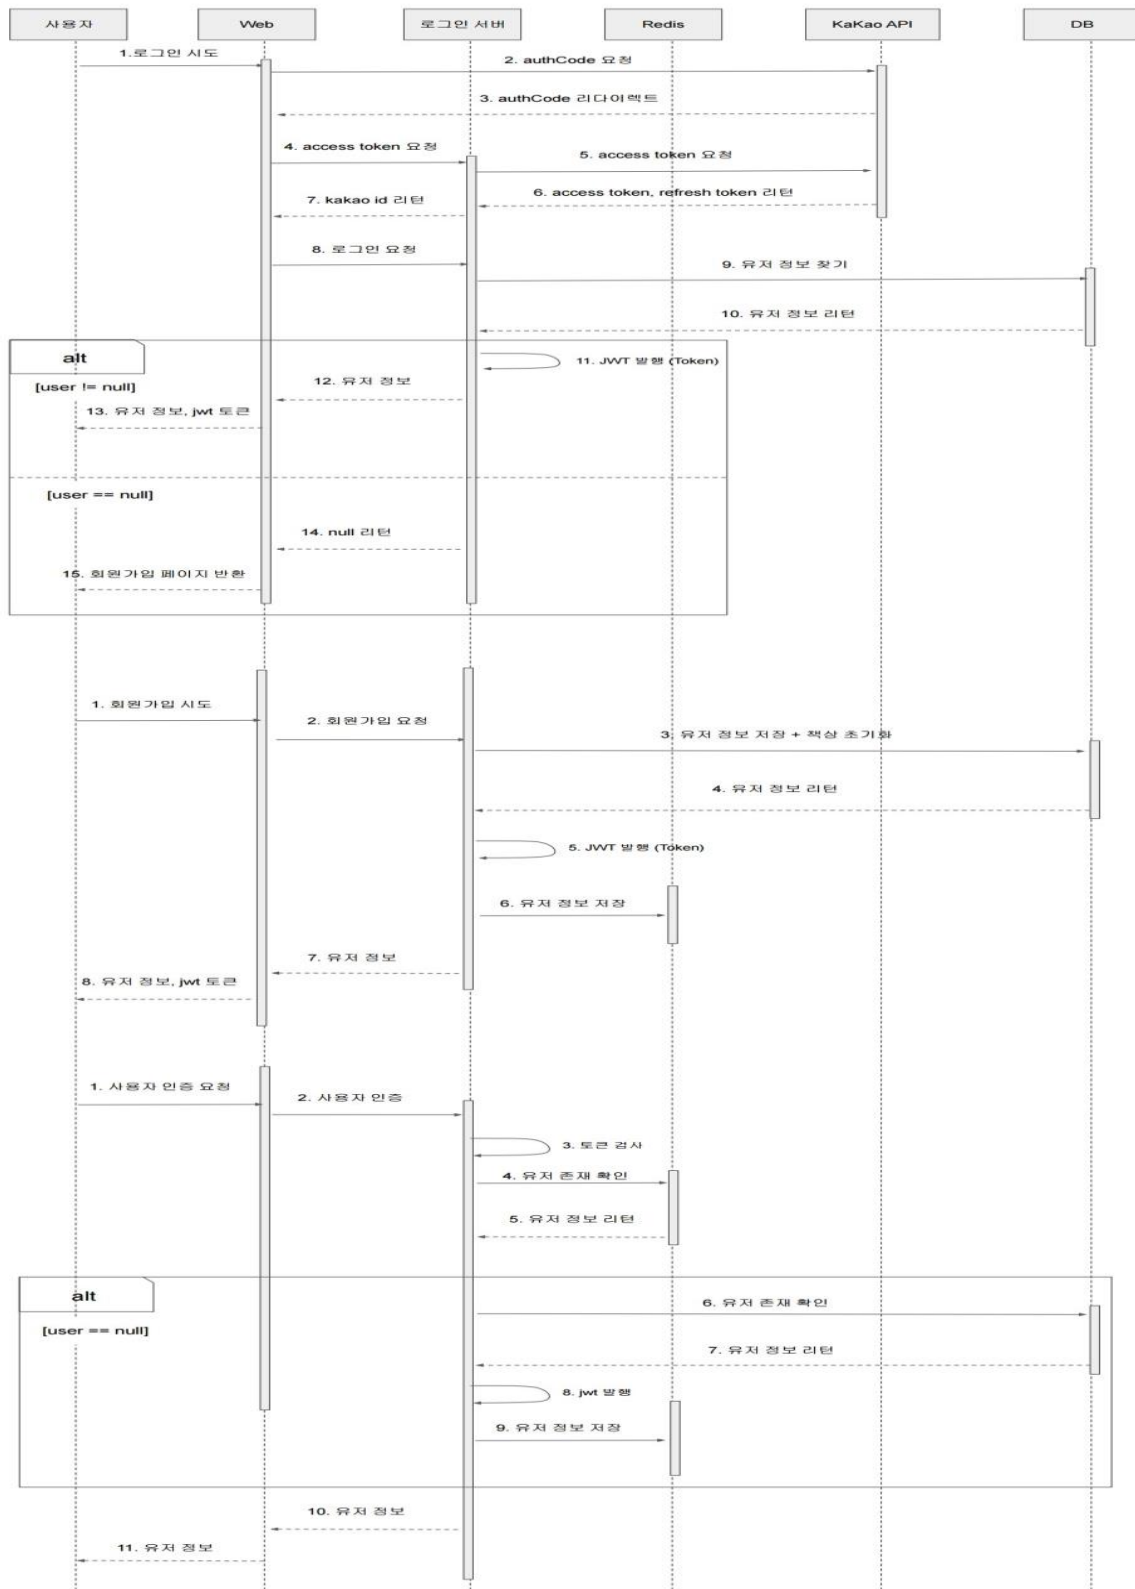 사용자
Web
로그인 서버
Redis
KaKao API
DB
1.로그인 시도
2. authCode 요청
3. authCode 리다이렉트
4. access token 요청
5. access token 요청
6. access token, refresh token 리턴
7. kakao id 리턴
8. 로그인 요청
9. 유저 정보 찾기
10. 유저 정보 리턴
alt
[user != null]
11. JWT 발행 (Token)
12. 유저 정보
13. 유저 정보, jwt 토큰
[user == null]
14. null 리턴
15. 회원가입 페이지 반환
1. 회원가입 시도
2. 회원가입 요청
3. 유저 정보 저장 + 책상 초기화
4. 유저 정보 리턴
5. JWT 발행 (Token)
6. 유저 정보 저장
7. 유저 정보
8. 유저 정보, jwt 토큰
1. 사용자 인증 요청
2. 사용자 인증
3. 토큰 검사
4. 유저 존재 확인
5. 유저 정보 리턴
alt
[user == null]
6. 유저 존재 확인
7. 유저 정보 리턴
8. jwt 발행
9. 유저 정보 저장
10. 유저 정보
11. 유저 정보